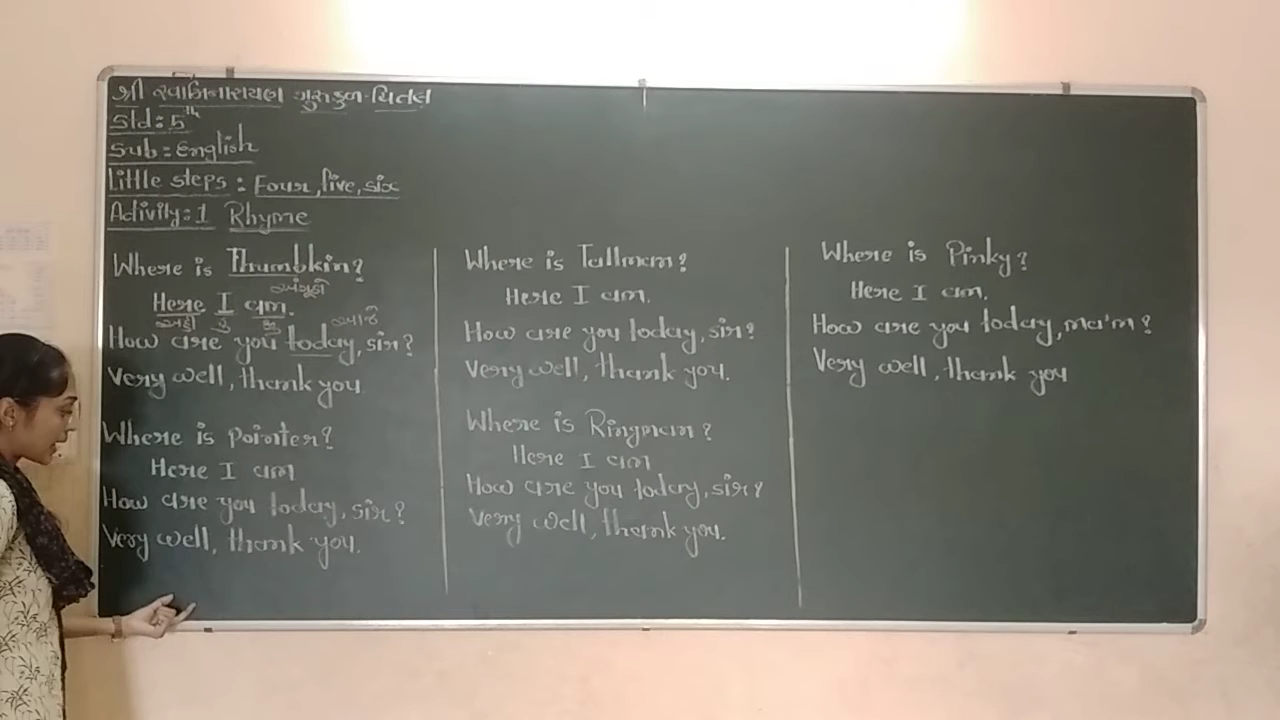 શ્રી સ્વામિનારાયણ ગુરુકુળ-ચિતલ
Std: 5th
Sub: English
Little steps: Four, five, six
Activity: 1 Rhyme
Where is Thumbkin?
અંગૂઠો
Here I am.
અહીં હું છું
આજે
How are you today, sir?
Very well, thank you.
Where is pointer?
Here I am
How are you today, sir?
Very well, thank you.
Where is Tallman?
Here I am.
How are you today, sir?
Very well, thank you.
Where is Ringman?
Here I am
How are you today, sir?
Very well, thank you.
Where is Pinky?
Here I am.
How are you today, ma'm?
Very well, thank you